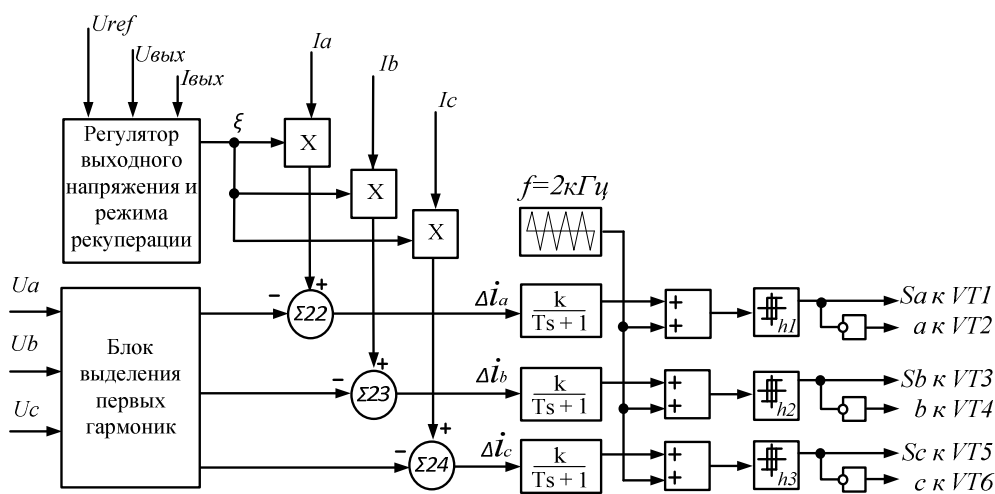 Uref
Uвых
Iвых
Ia
Ib
Ic
Регулятор
выходного
напряжения и
режима
рекуперации
ξ
X
X
X
f=2кГц
Ua
Ub
Uc
Блок
выделения
первых
гармоник
− +
Σ22
− +
Σ23
− +
Σ24
Δia
Δib
Δic
k
Ts + 1
k
Ts + 1
k
Ts + 1
+
+
+
+
+
+
h1
h2
h3
Sa к VT1
a к VT2
Sb к VT3
b к VT4
Sc к VT5
c к VT6